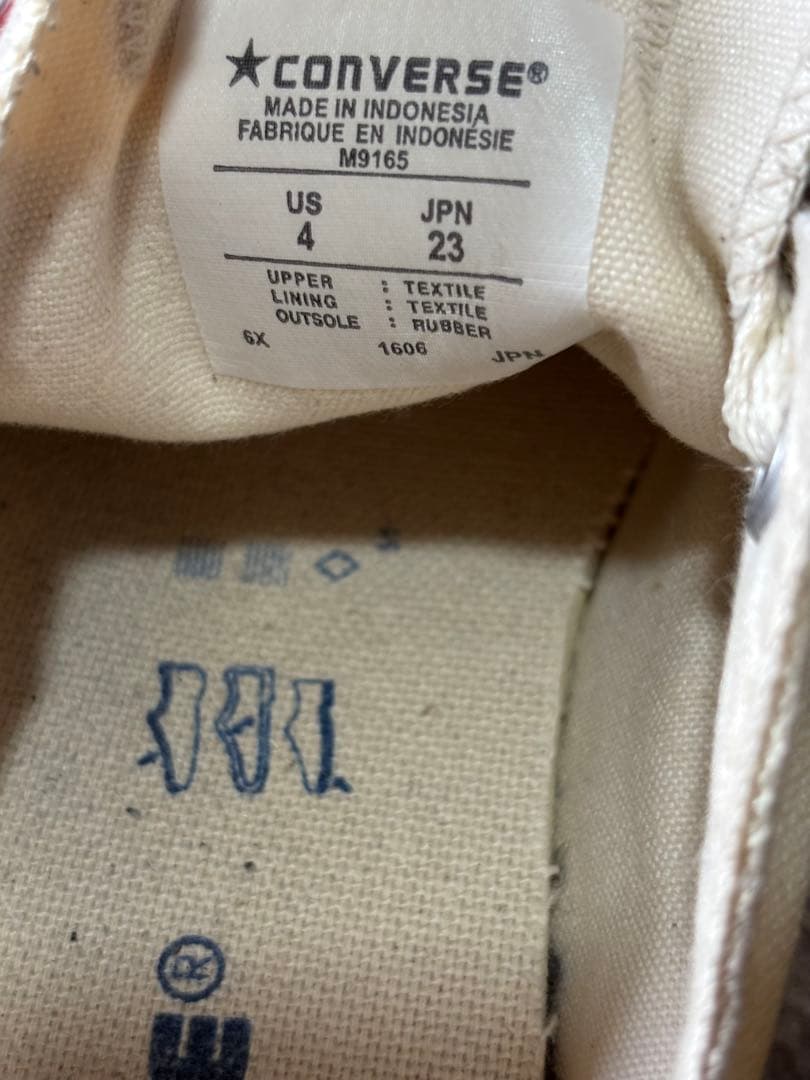 ★CONVERSE®
MADE IN INDONESIA
FABRIQUE EN INDONÉSIE
M9165
US JPN
4 23
UPPER : TEXTILE
LINING : TEXTILE
OUTSOLE : RUBBER
6X 1606 JPN
®
E